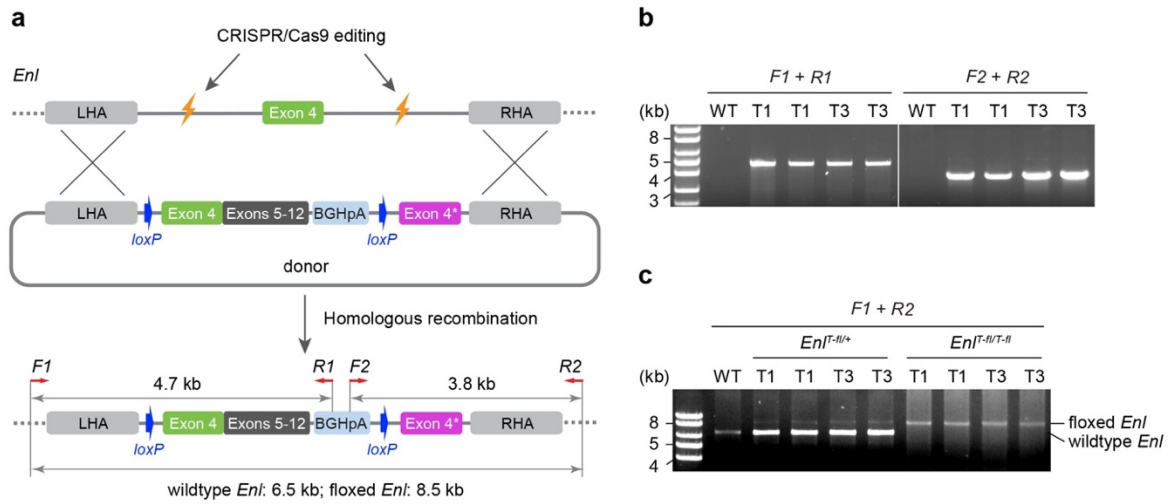 a
CRISPR/Cas9 editing
Enl
LHA Exon 4 RHA
LHA Exon 4 Exons 5-12 BGHpA Exon 4* RHA
loxP loxP
donor
Homologous recombination
F1 R1 F2 R2
4.7 kb 3.8 kb
LHA Exon 4 Exons 5-12 BGHpA Exon 4* RHA
loxP loxP
wildtype Enl: 6.5 kb; floxed Enl: 8.5 kb
b
F1 + R1 F2 + R2
(kb) WT T1 T1 T3 T3 WT T1 T1 T3 T3
8
5
4
3
c
F1 + R2
Enl^T-fl/+ Enl^T-fl/T-fl
(kb) WT T1 T1 T3 T3 T1 T1 T3 T3
8 floxed Enl
6 wildtype Enl
5
4